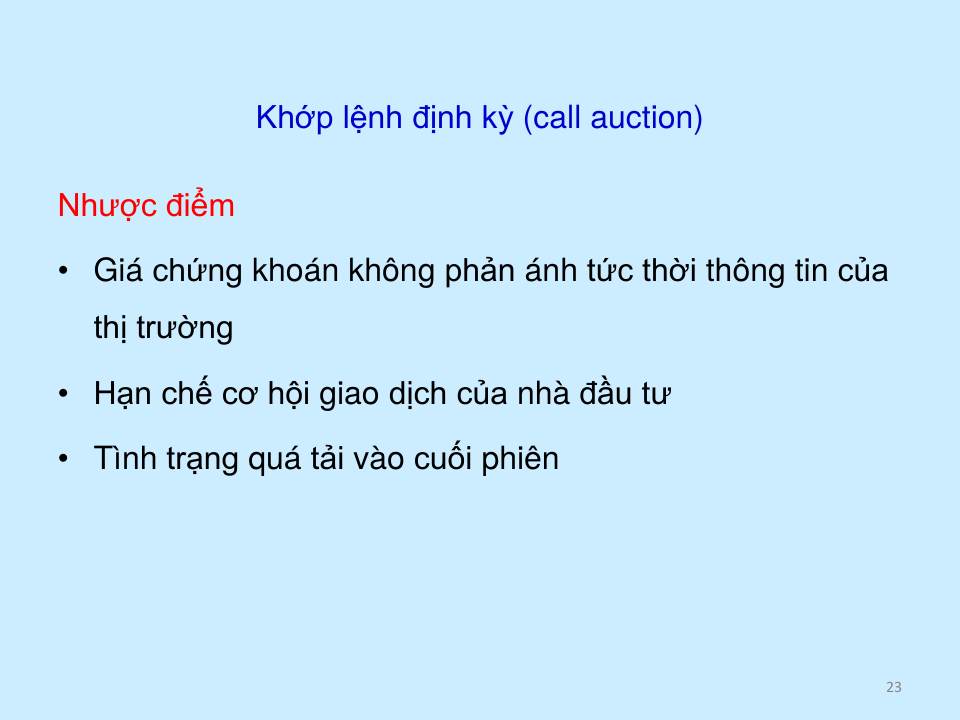 Khớp lệnh định kỳ (call auction)
Nhược điểm
• Giá chứng khoán không phản ánh tức thời thông tin của
thị trường
• Hạn chế cơ hội giao dịch của nhà đầu tư
• Tình trạng quá tải vào cuối phiên
23